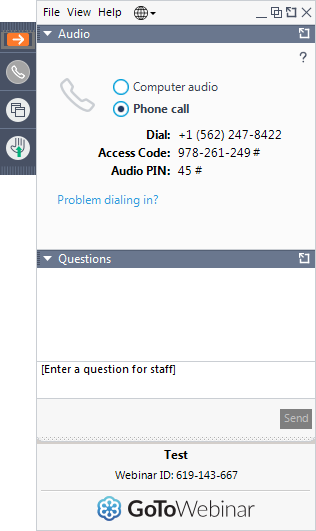 File View Help
Audio
?
Computer audio
Phone call
Dial: +1 (562) 247-8422
Access Code: 978-261-249 #
Audio PIN: 45 #
Problem dialing in?
Questions
[Enter a question for staff]
Send
Test
Webinar ID: 619-143-667
GoToWebinar